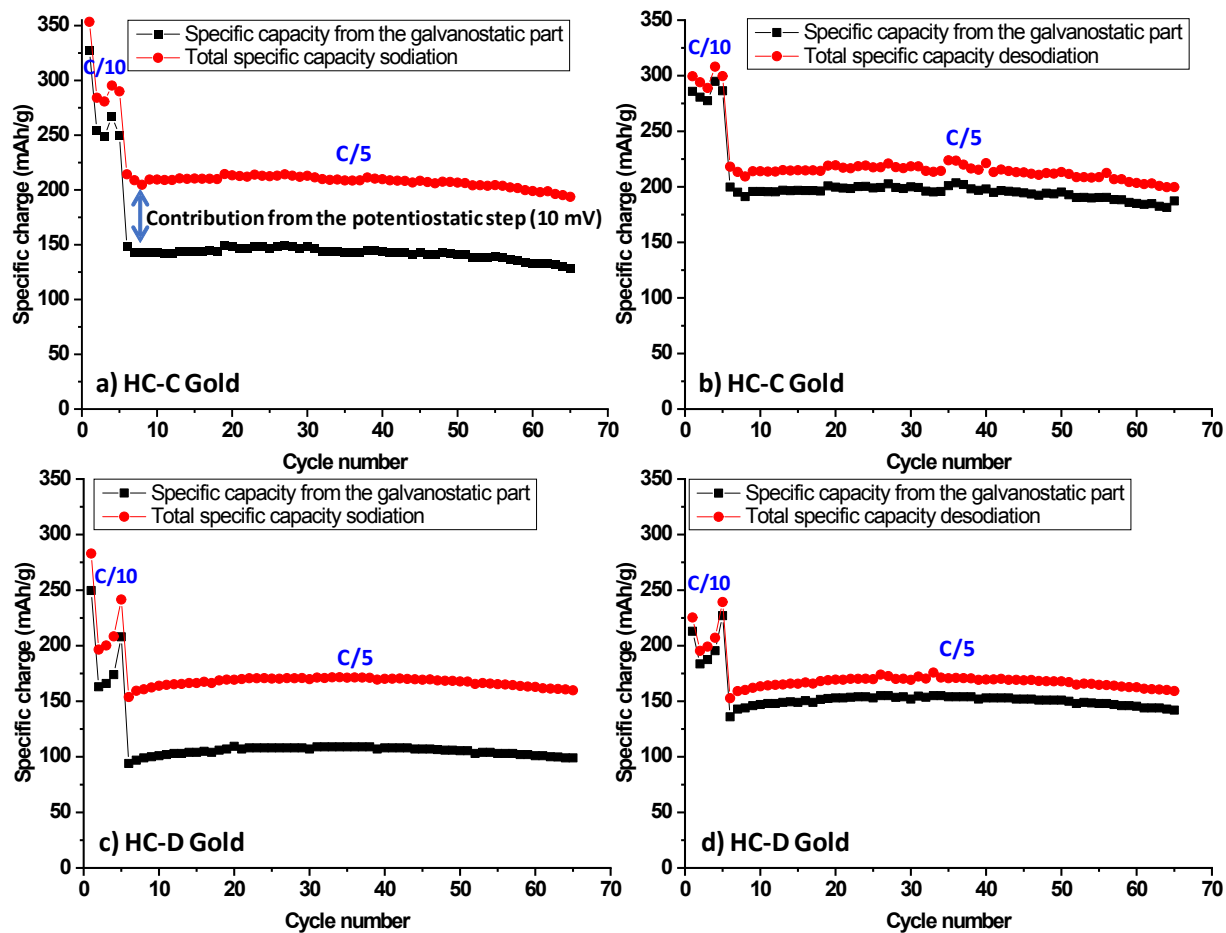 Specific capacity from the galvanostatic part
Total specific capacity sodiation
C/10
C/5
Contribution from the potentiostatic step (10 mV)
a) HC-C Gold
350
300
250
200
150
100
50
0
0 10 20 30 40 50 60 70
Specific charge (mAh/g)
Cycle number
Specific capacity from the galvanostatic part
Total specific capacity desodiation
C/10
C/5
b) HC-C Gold
350
300
250
200
150
100
50
0
0 10 20 30 40 50 60 70
Specific charge (mAh/g)
Cycle number
Specific capacity from the galvanostatic part
Total specific capacity sodiation
C/10
C/5
c) HC-D Gold
350
300
250
200
150
100
50
0
0 10 20 30 40 50 60 70
Specific charge (mAh/g)
Cycle number
Specific capacity from the galvanostatic part
Total specific capacity desodiation
C/10
C/5
d) HC-D Gold
350
300
250
200
150
100
50
0
0 10 20 30 40 50 60 70
Specific charge (mAh/g)
Cycle number